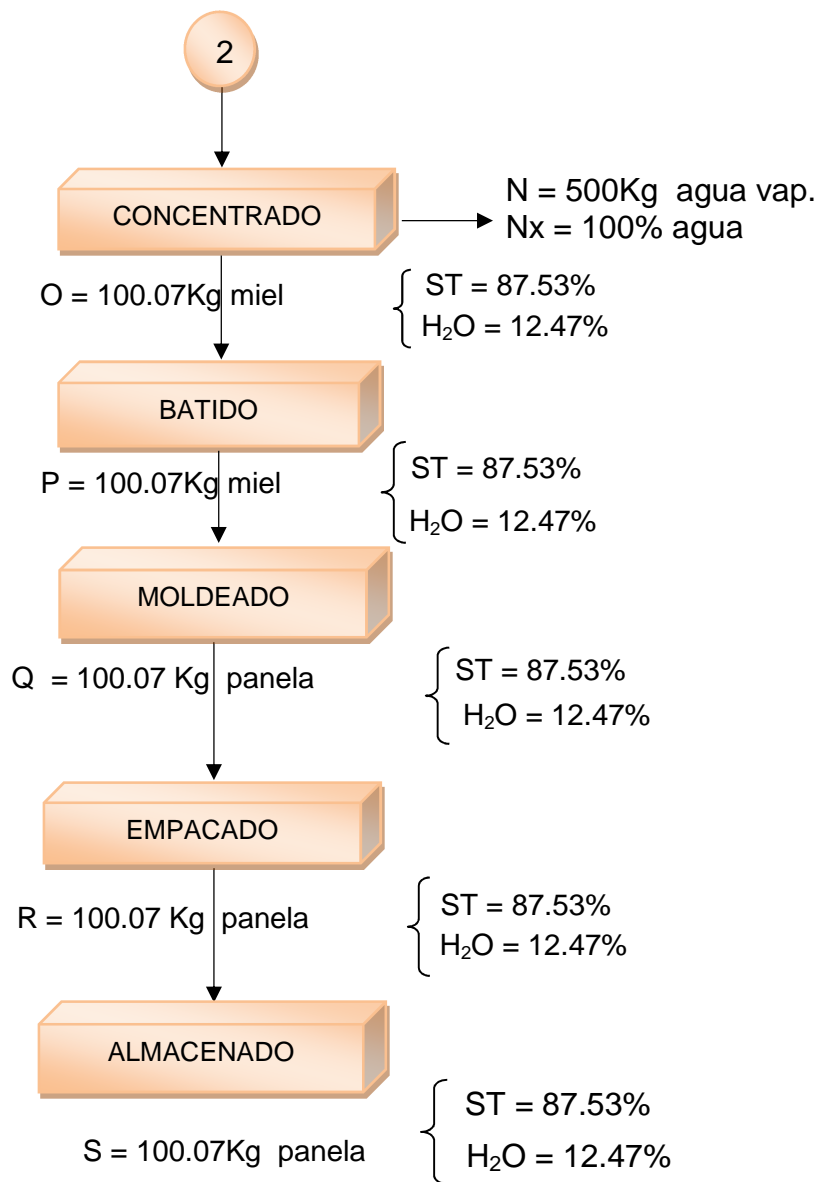 2
CONCENTRADO
N = 500Kg agua vap.
Nx = 100% agua
O = 100.07Kg miel
ST = 87.53%
H₂O = 12.47%
BATIDO
P = 100.07Kg miel
ST = 87.53%
H₂O = 12.47%
MOLDEADO
Q = 100.07 Kg panela
ST = 87.53%
H₂O = 12.47%
EMPACADO
R = 100.07 Kg panela
ST = 87.53%
H₂O = 12.47%
ALMACENADO
S = 100.07Kg panela
ST = 87.53%
H₂O = 12.47%